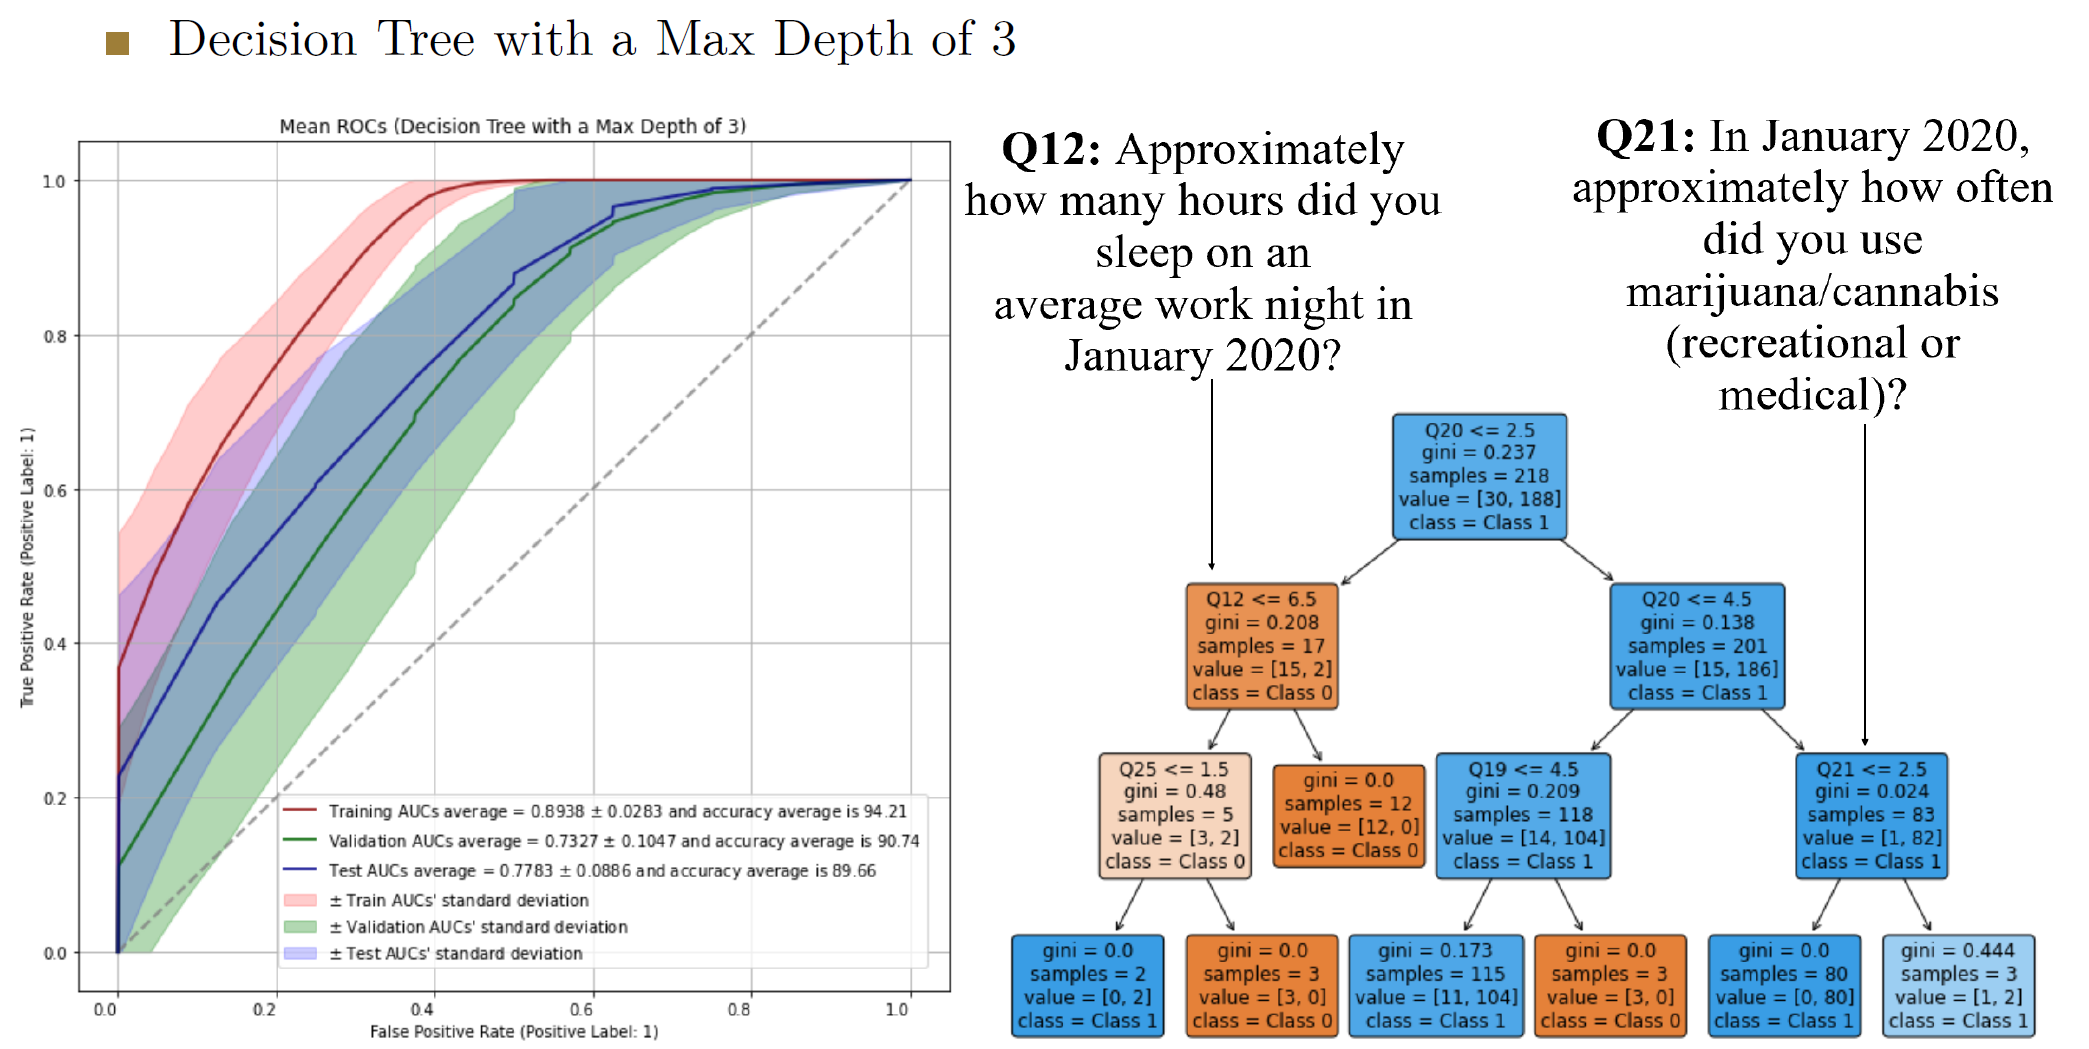 Decision Tree with a Max Depth of 3
Mean ROCs (Decision Tree with a Max Depth of 3)
True Positive Rate (Positive Label: 1)
1.0
0.8
0.6
0.4
0.2
0.0
0.0 0.2 0.4 0.6 0.8 1.0
False Positive Rate (Positive Label: 1)
Training AUCs average = 0.8938 ± 0.0283 and accuracy average is 94.21
Validation AUCs average = 0.7327 ± 0.1047 and accuracy average is 90.74
Test AUCs average = 0.7783 ± 0.0886 and accuracy average is 89.66
± Train AUCs' standard deviation
± Validation AUCs' standard deviation
± Test AUCs' standard deviation
Q12: Approximately
how many hours did you
sleep on an
average work night in
January 2020?
Q21: In January 2020,
approximately how often
did you use
marijuana/cannabis
(recreational or
medical)?
Q20 <= 2.5
gini = 0.237
samples = 218
value = [30, 188]
class = Class 1
Q12 <= 6.5
gini = 0.208
samples = 17
value = [15, 2]
class = Class 0
Q20 <= 4.5
gini = 0.138
samples = 201
value = [15, 186]
class = Class 1
Q25 <= 1.5
gini = 0.48
samples = 5
value = [3, 2]
class = Class 0
gini = 0.0
samples = 12
value = [12, 0]
class = Class 0
Q19 <= 4.5
gini = 0.209
samples = 118
value = [14, 104]
class = Class 1
Q21 <= 2.5
gini = 0.024
samples = 83
value = [1, 82]
class = Class 1
gini = 0.0
samples = 2
value = [0, 2]
class = Class 1
gini = 0.0
samples = 3
value = [3, 0]
class = Class 0
gini = 0.173
samples = 115
value = [11, 104]
class = Class 1
gini = 0.0
samples = 3
value = [3, 0]
class = Class 0
gini = 0.0
samples = 80
value = [0, 80]
class = Class 1
gini = 0.444
samples = 3
value = [1, 2]
class = Class 1